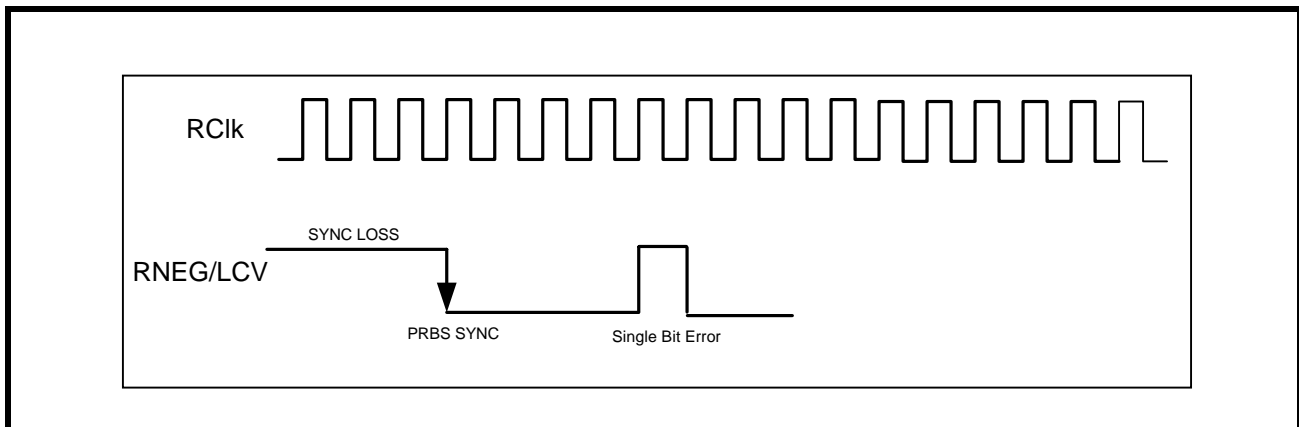 RClk
SYNC LOSS
RNEG/LCV
PRBS SYNC
Single Bit Error